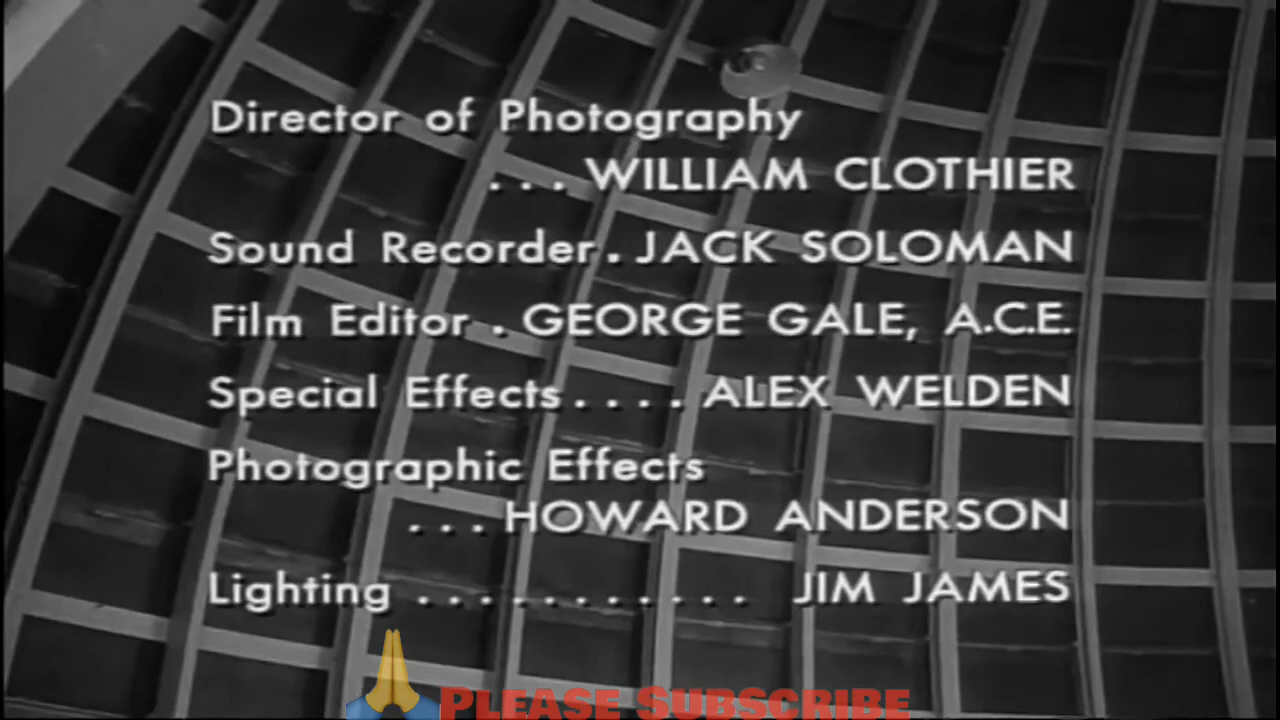 Director of Photography
... WILLIAM CLOTHIER
Sound Recorder. JACK SOLOMAN
Film Editor . GEORGE GALE, A.C.E.
Special Effects.... ALEX WELDEN
Photographic Effects
... HOWARD ANDERSON
Lighting ........... JIM JAMES
PLEASE SUBSCRIBE